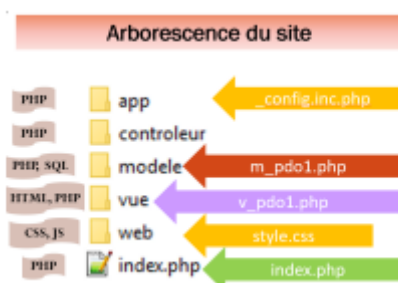 Arborescence du site
PHP app _config.inc.php
PHP controleur
PHP, SQL modele m_pdo1.php
HTML, PHP vue v_pdo1.php
CSS, JS web style.css
PHP index.php index.php